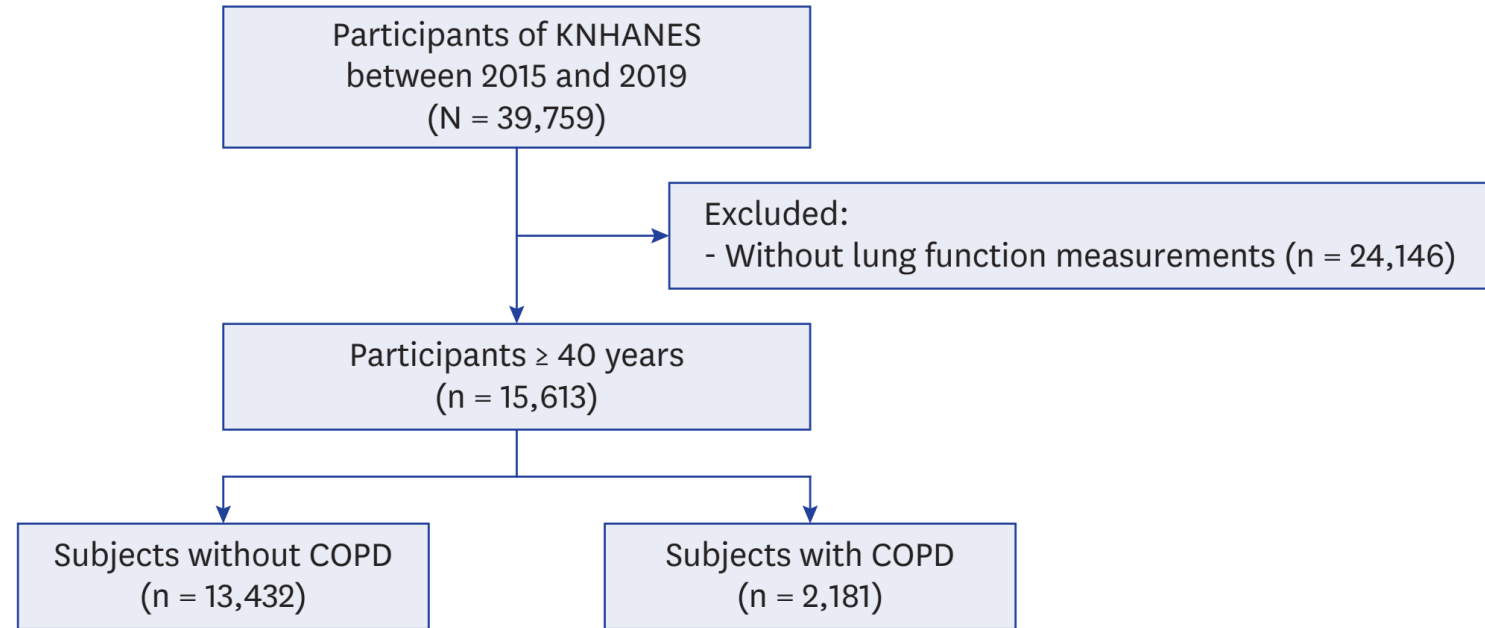 Participants of KNHANES
between 2015 and 2019
(N = 39,759)
Excluded:
- Without lung function measurements (n = 24,146)
Participants ≥ 40 years
(n = 15,613)
Subjects without COPD
(n = 13,432)
Subjects with COPD
(n = 2,181)